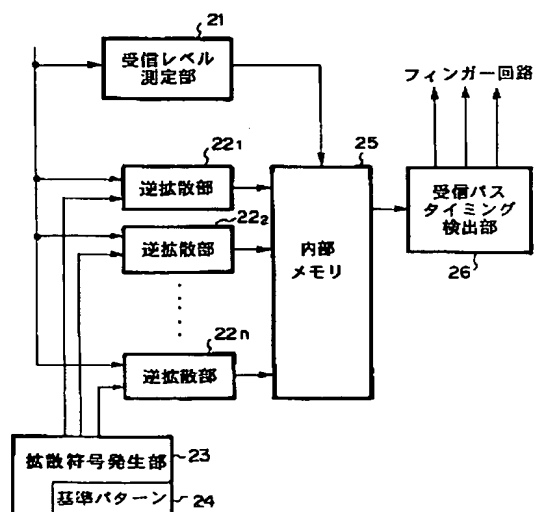 21
受信レベル
測定部
フィンガー回路
25
22₁
逆拡散部
22₂
逆拡散部
受信パス
タイミング
検出部
26
内部
メモリ
22n
逆拡散部
拡散符号発生部
23
基準パターン
24